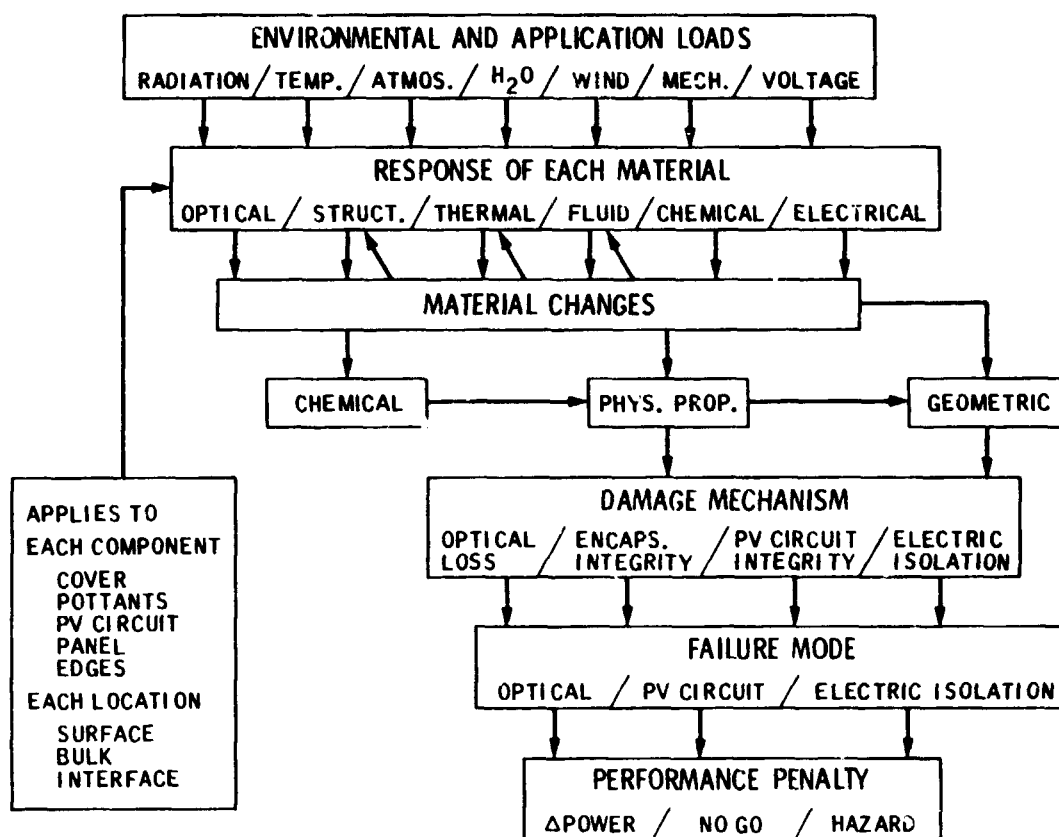 ENVIRONMENTAL AND APPLICATION LOADS
RADIATION / TEMP. / ATMOS. / H2O / WIND / MECH. / VOLTAGE
RESPONSE OF EACH MATERIAL
OPTICAL / STRUCT. / THERMAL / FLUID / CHEMICAL / ELECTRICAL
MATERIAL CHANGES
CHEMICAL
PHYS. PROP.
GEOMETRIC
APPLIES TO
EACH COMPONENT
COVER
POTTANTS
PV CIRCUIT
PANEL
EDGES
EACH LOCATION
SURFACE
BULK
INTERFACE
DAMAGE MECHANISM
OPTICAL / ENCAPS. / PV CIRCUIT / ELECTRIC
LOSS INTEGRITY INTEGRITY ISOLATION
FAILURE MODE
OPTICAL / PV CIRCUIT / ELECTRIC ISOLATION
PERFORMANCE PENALTY
ΔPOWER / NO GO / HAZARD